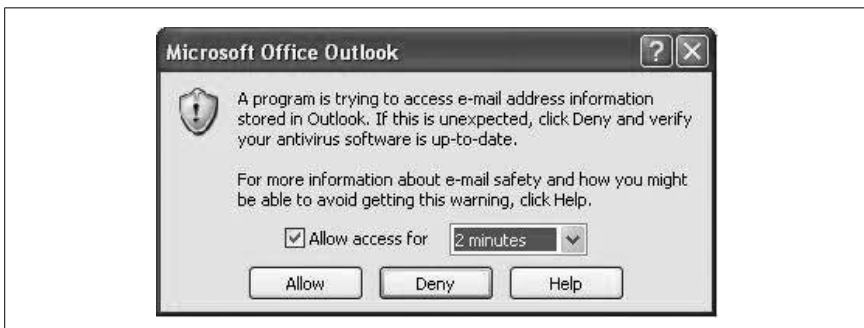 Microsoft Office Outlook
A program is trying to access e-mail address information
stored in Outlook. If this is unexpected, click Deny and verify
your antivirus software is up-to-date.
For more information about e-mail safety and how you might
be able to avoid getting this warning, click Help.
Allow access for 2 minutes
Allow Deny Help